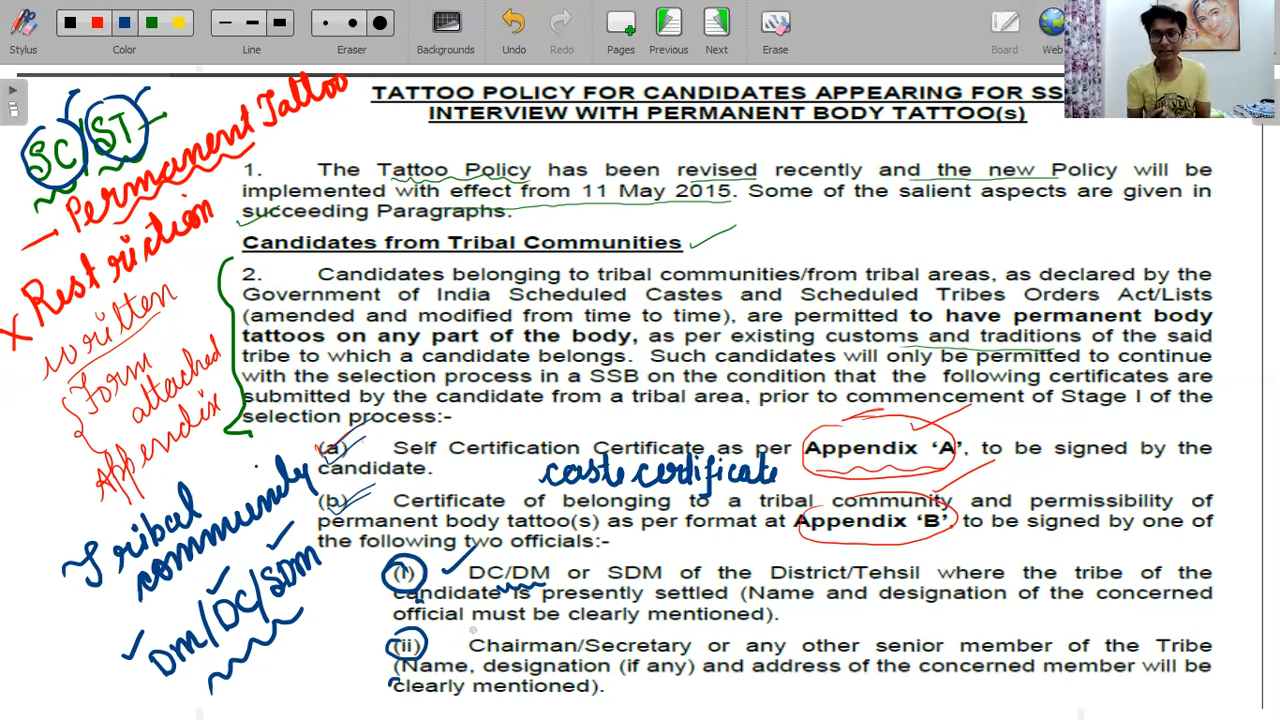 Stylus
Color
Line
Eraser
Backgrounds
Undo
Redo
Pages
Previous
Next
Erase
Board
Web
SC/ST
- Permanent Tattoo
x Restriction
written
Form
attached
Appendix
Tribal
community
DM/DC/SDM
TATTOO POLICY FOR CANDIDATES APPEARING FOR SS
INTERVIEW WITH PERMANENT BODY TATTOO(s)
1. The Tattoo Policy has been revised recently and the new Policy will be
implemented with effect from 11 May 2015. Some of the salient aspects are given in
succeeding Paragraphs.
Candidates from Tribal Communities
2. Candidates belonging to tribal communities/from tribal areas, as declared by the
Government of India Scheduled Castes and Scheduled Tribes Orders Act/Lists
(amended and modified from time to time), are permitted to have permanent body
tattoos on any part of the body, as per existing customs and traditions of the said
tribe to which a candidate belongs. Such candidates will only be permitted to continue
with the selection process in a SSB on the condition that the following certificates are
submitted by the candidate from a tribal area, prior to commencement of Stage I of the
selection process:-
(a) Self Certification Certificate as per Appendix 'A', to be signed by the
candidate.
caste certificate
(b) Certificate of belonging to a tribal community and permissibility of
permanent body tattoo(s) as per format at Appendix 'B', to be signed by one of
the following two officials:-
(i) DC/DM or SDM of the District/Tehsil where the tribe of the
candidate is presently settled (Name and designation of the concerned
official must be clearly mentioned).
(ii) Chairman/Secretary or any other senior member of the Tribe
(Name, designation (if any) and address of the concerned member will be
clearly mentioned).